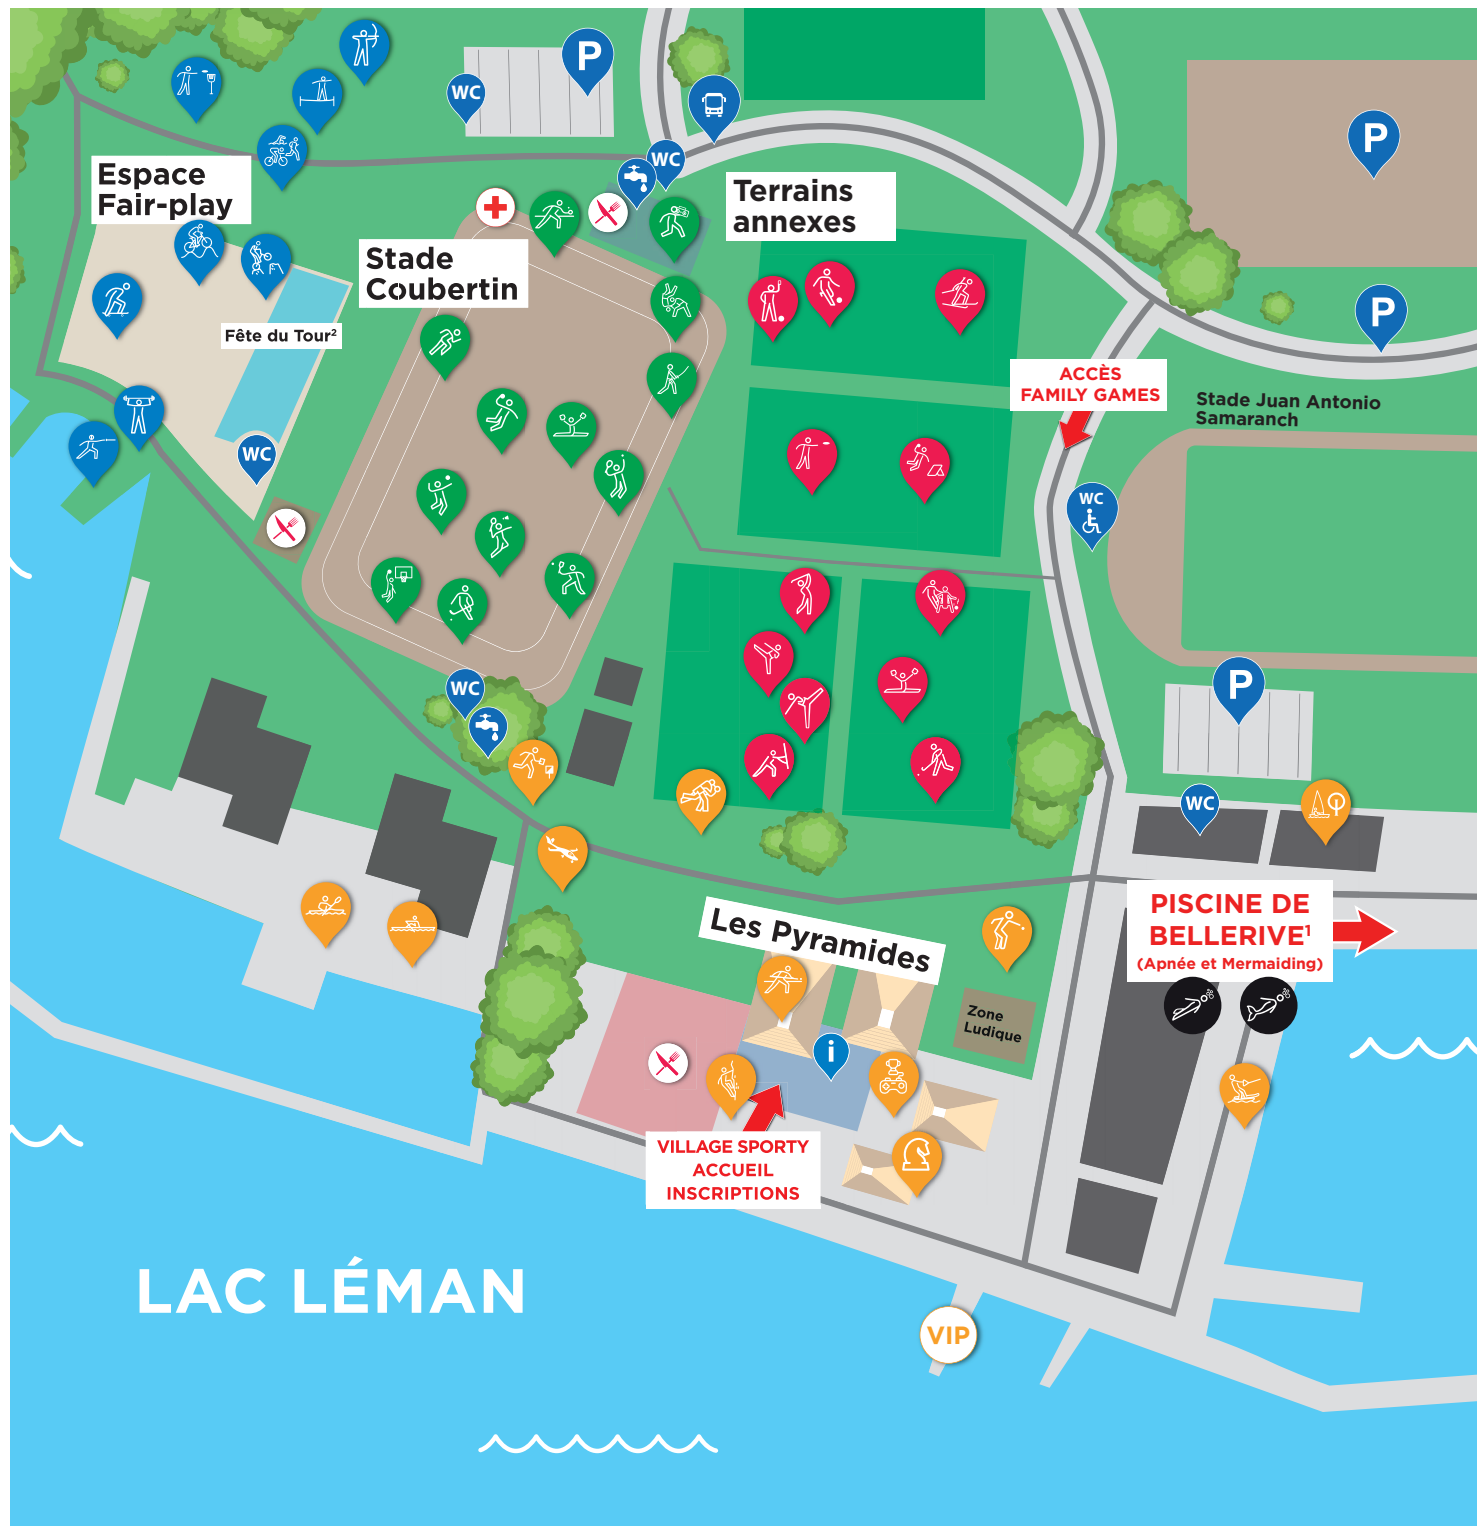 P
WC
WC
P
Espace
Fair-play
Terrains
annexes
Stade
Coubertin
P
Fête du Tour²
ACCÈS
FAMILY GAMES
Stade Juan Antonio
Samaranch
WC
WC
WC
P
WC
PISCINE DE
BELLERIVE¹
(Apnée et Mermaiding)
Les Pyramides
Zone
Ludique
i
VILLAGE SPORTY
ACCUEIL
INSCRIPTIONS
LAC LÉMAN
VIP